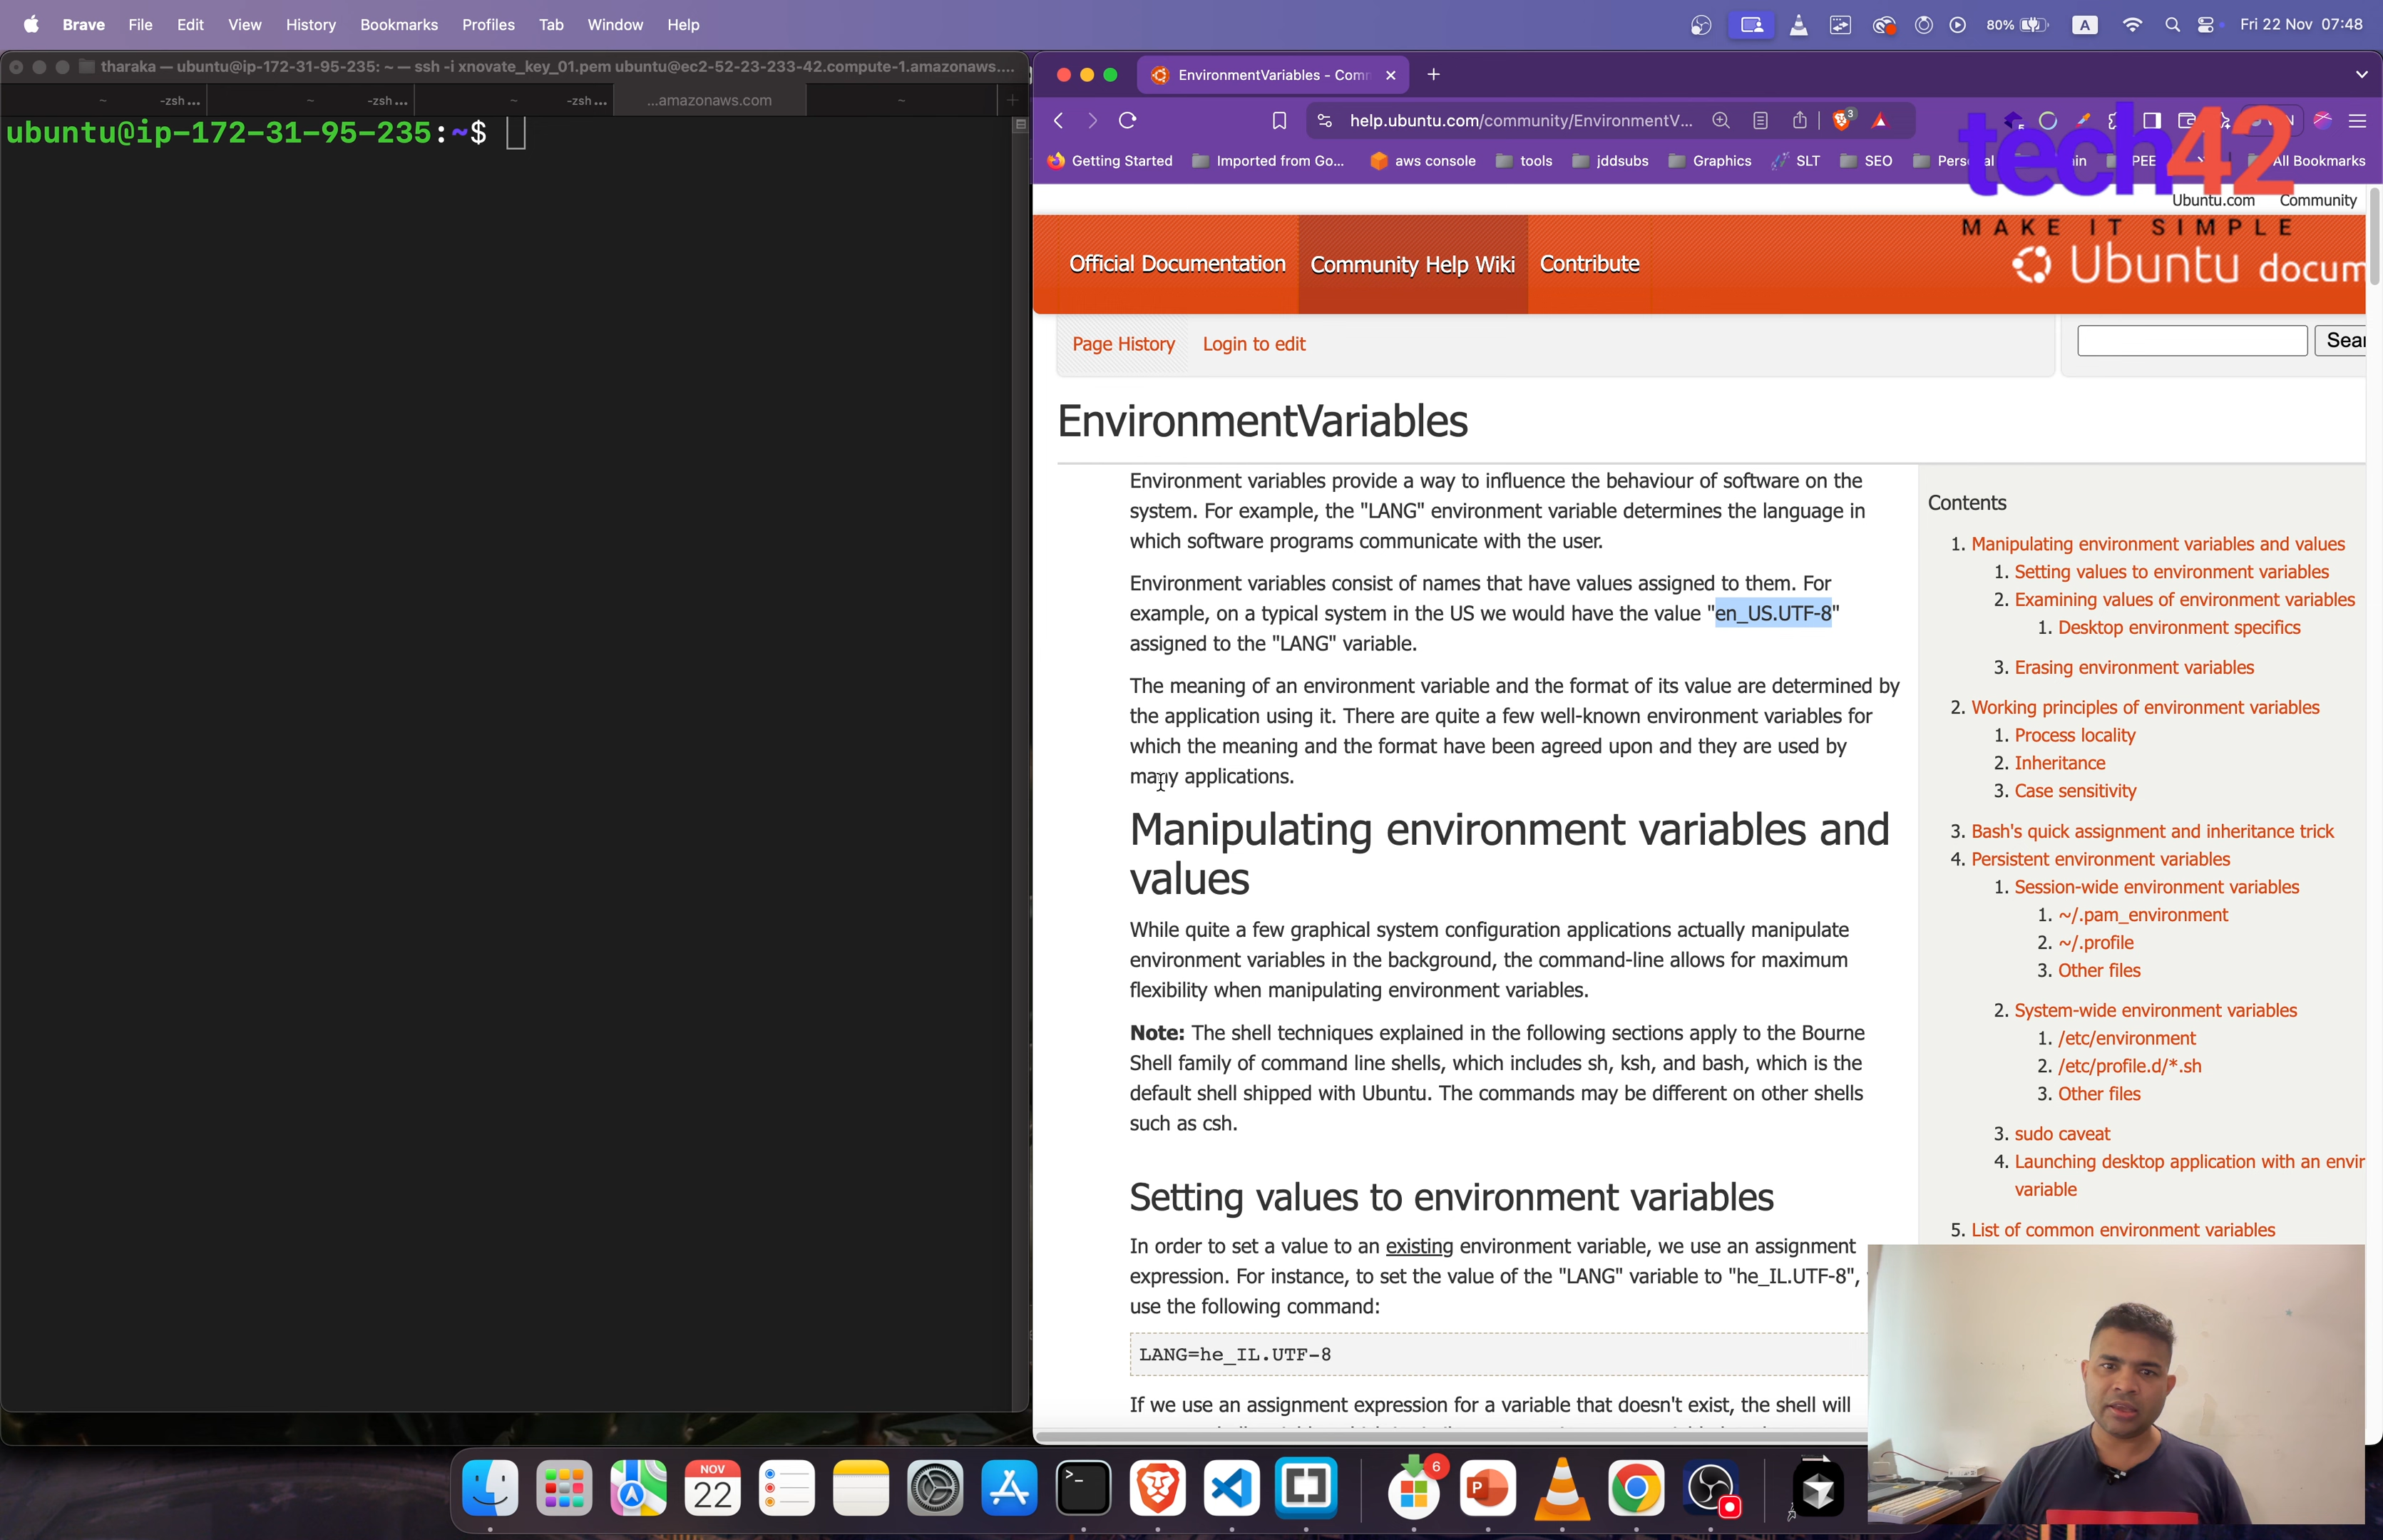 Brave File Edit View History Bookmarks Profiles Tab Window Help
80%
A
Fri 22 Nov 07:48
tharaka — ubuntu@ip-172-31-95-235: ~ — ssh -i xnovate_key_01.pem ubuntu@ec2-52-23-233-42.compute-1.amazonaws....
~ -zsh ... ~ -zsh ... ~ -zsh ... ...amazonaws.com ~
ubuntu@ip-172-31-95-235:~$
EnvironmentVariables - Comm
help.ubuntu.com/community/EnvironmentV...
3
Getting Started Imported from Go... aws console tools jddsubs Graphics SLT SEO
All Bookmarks
tech42
MAKE IT SIMPLE
Ubuntu.com Community
Official Documentation Community Help Wiki Contribute
Ubuntu docum
Page History Login to edit
Sear
EnvironmentVariables
Environment variables provide a way to influence the behaviour of software on the
system. For example, the "LANG" environment variable determines the language in
which software programs communicate with the user.
Environment variables consist of names that have values assigned to them. For
example, on a typical system in the US we would have the value "en_US.UTF-8"
assigned to the "LANG" variable.
The meaning of an environment variable and the format of its value are determined by
the application using it. There are quite a few well-known environment variables for
which the meaning and the format have been agreed upon and they are used by
many applications.
Manipulating environment variables and
values
While quite a few graphical system configuration applications actually manipulate
environment variables in the background, the command-line allows for maximum
flexibility when manipulating environment variables.
Note: The shell techniques explained in the following sections apply to the Bourne
Shell family of command line shells, which includes sh, ksh, and bash, which is the
default shell shipped with Ubuntu. The commands may be different on other shells
such as csh.
Setting values to environment variables
In order to set a value to an existing environment variable, we use an assignment
expression. For instance, to set the value of the "LANG" variable to "he_IL.UTF-8",
use the following command:
LANG=he_IL.UTF-8
If we use an assignment expression for a variable that doesn't exist, the shell will
Contents
1. Manipulating environment variables and values
1. Setting values to environment variables
2. Examining values of environment variables
1. Desktop environment specifics
3. Erasing environment variables
2. Working principles of environment variables
1. Process locality
2. Inheritance
3. Case sensitivity
3. Bash's quick assignment and inheritance trick
4. Persistent environment variables
1. Session-wide environment variables
1. ~/.pam_environment
2. ~/.profile
3. Other files
2. System-wide environment variables
1. /etc/environment
2. /etc/profile.d/*.sh
3. Other files
3. sudo caveat
4. Launching desktop application with an envir
variable
5. List of common environment variables
NOV
22
6
P